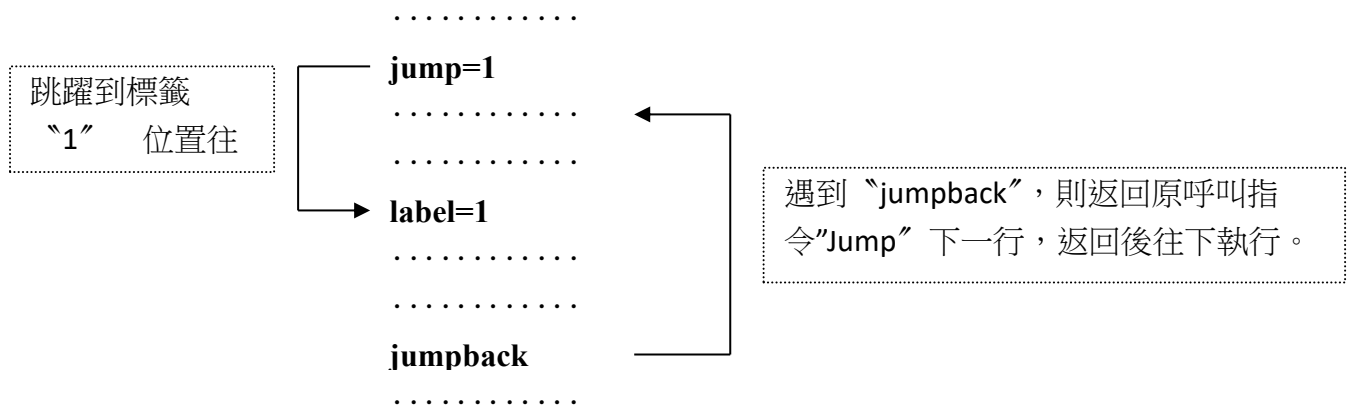 ............
jump=1
跳躍到標籤
〝1〞 位置往
............
............
label=1
遇到〝jumpback〞，則返回原呼叫指
令”Jump〞下一行，返回後往下執行。
............
............
jumpback
............